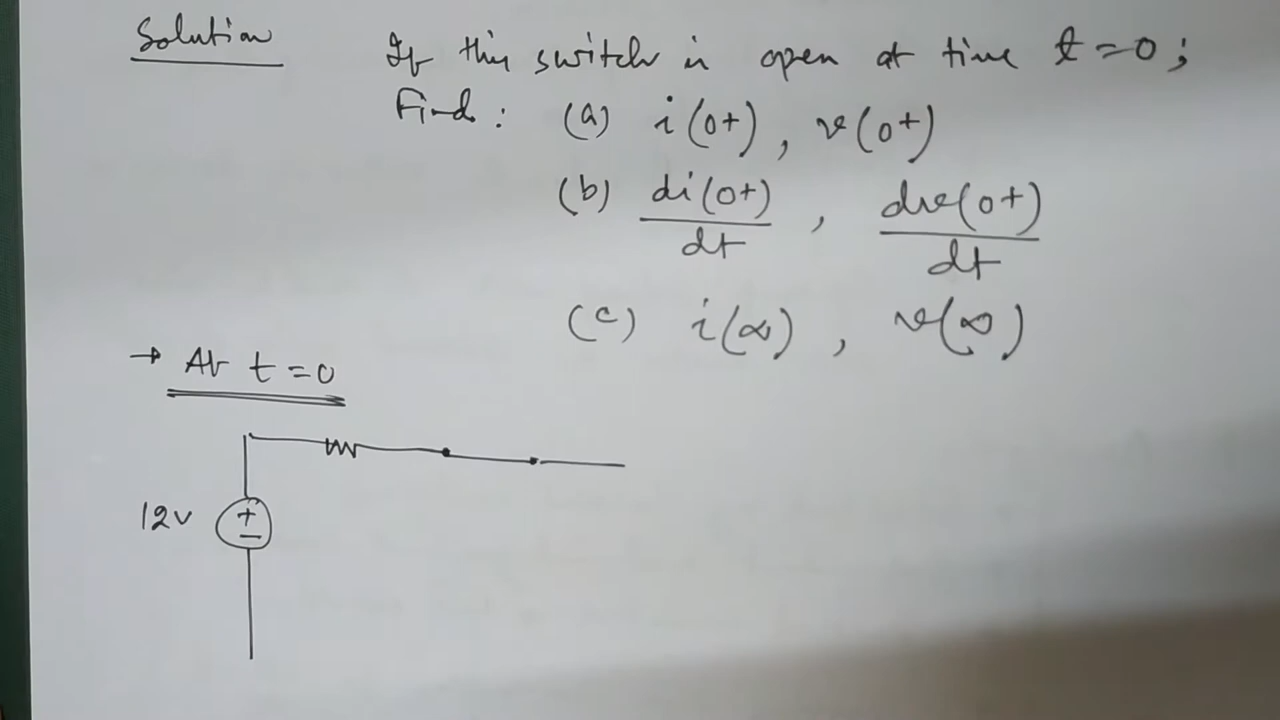 Solution
If this switch is open at time t=0;
Find: (a) i(0+), v(0+)
(b) di(0+)/dt, dv(0+)/dt
(c) i(∞), v(∞)
→ At t=0
12v
+
−